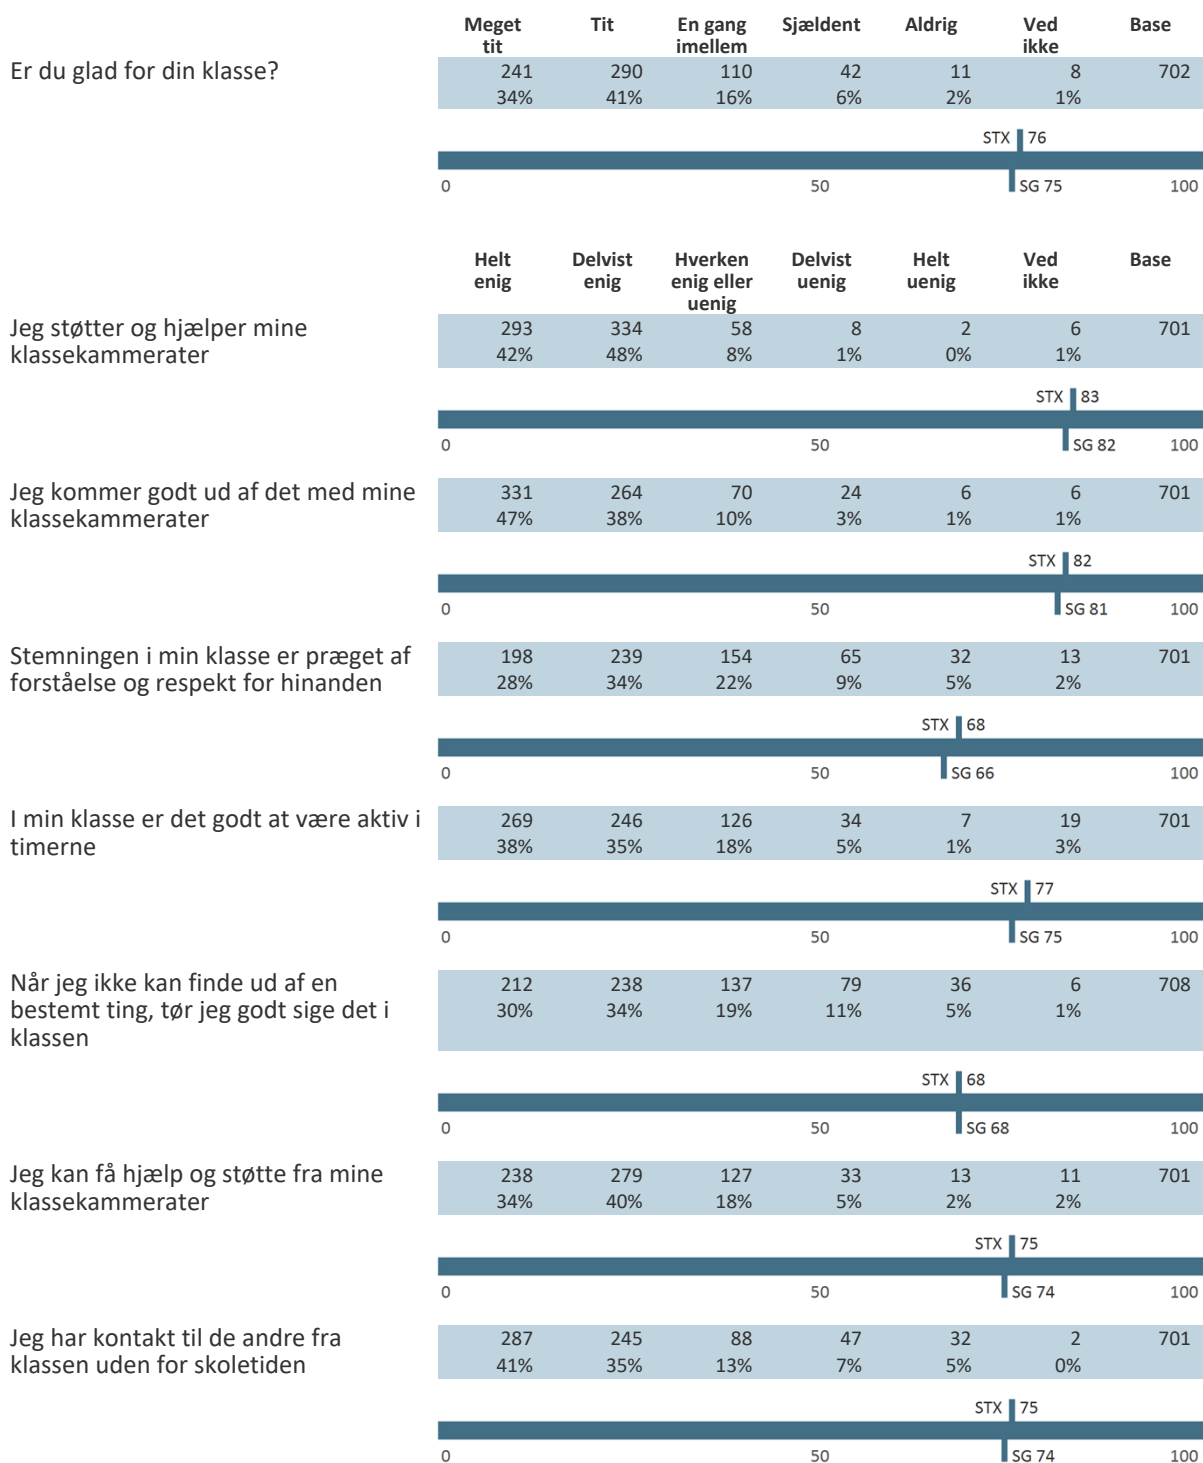 Meget tit Tit En gang imellem Sjældent Aldrig Ved ikke Base
Er du glad for din klasse? 241 290 110 42 11 8 702
34% 41% 16% 6% 2% 1%
STX 76
0 50 SG 75 100
Helt enig Delvist enig Hverken enig eller uenig Delvist uenig Helt uenig Ved ikke Base
Jeg støtter og hjælper mine 293 334 58 8 2 6 701
klassekammerater 42% 48% 8% 1% 0% 1%
STX 83
0 50 SG 82 100
Jeg kommer godt ud af det med mine 331 264 70 24 6 6 701
klassekammerater 47% 38% 10% 3% 1% 1%
STX 82
0 50 SG 81 100
Stemningen i min klasse er præget af 198 239 154 65 32 13 701
forståelse og respekt for hinanden 28% 34% 22% 9% 5% 2%
STX 68
0 50 SG 66 100
I min klasse er det godt at være aktiv i 269 246 126 34 7 19 701
timerne 38% 35% 18% 5% 1% 3%
STX 77
0 50 SG 75 100
Når jeg ikke kan finde ud af en 212 238 137 79 36 6 708
bestemt ting, tør jeg godt sige det i 30% 34% 19% 11% 5% 1%
klassen
STX 68
0 50 SG 68 100
Jeg kan få hjælp og støtte fra mine 238 279 127 33 13 11 701
klassekammerater 34% 40% 18% 5% 2% 2%
STX 75
0 50 SG 74 100
Jeg har kontakt til de andre fra 287 245 88 47 32 2 701
klassen uden for skoletiden 41% 35% 13% 7% 5% 0%
STX 75
0 50 SG 74 100